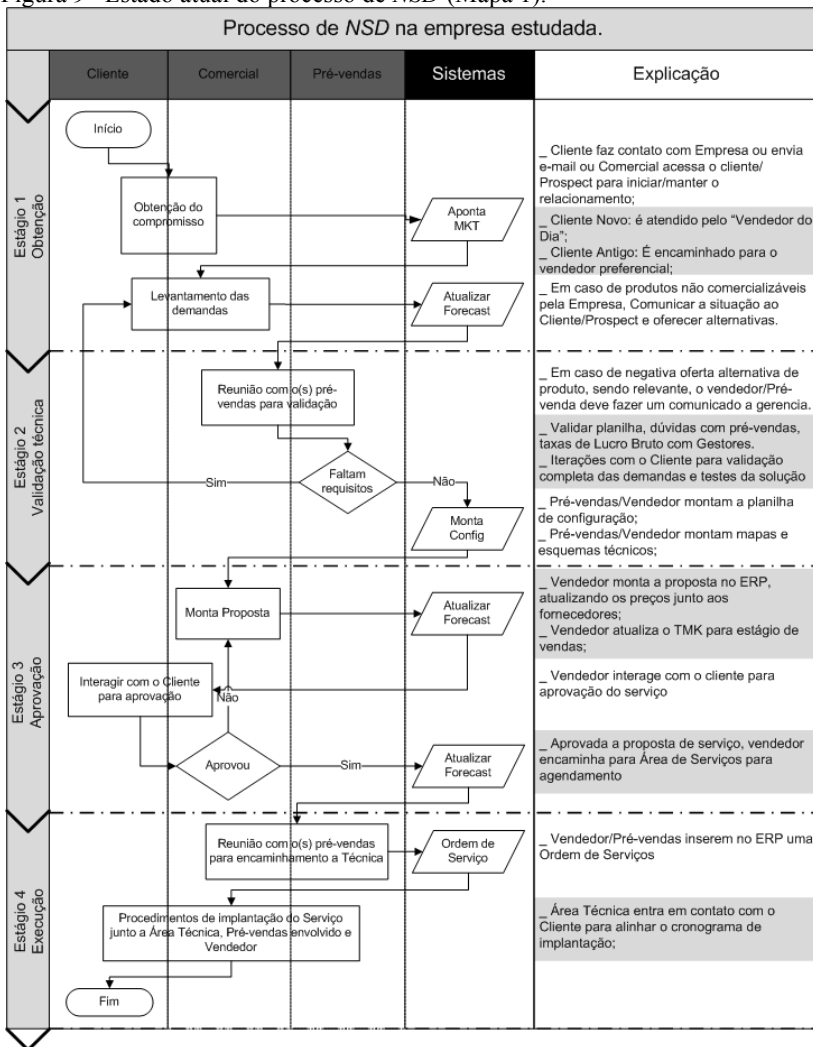 Figura 9 - Estado atual do processo de NSD (Mapa 1).
Processo de NSD na empresa estudada.
Cliente
Comercial
Pré-vendas
Sistemas
Explicação
Estágio 1
Obtenção
Início
Obtenção do
compromisso
Aponta
MKT
Levantamento das
demandas
Atualizar
Forecast
_ Cliente faz contato com Empresa ou envia
e-mail ou Comercial acessa o cliente/
Prospect para iniciar/manter o
relacionamento;
_ Cliente Novo: é atendido pelo “Vendedor do
Dia”;
_ Cliente Antigo: É encaminhado para o
vendedor preferencial;
_ Em caso de produtos não comercializáveis
pela Empresa, Comunicar a situação ao
Cliente/Prospect e oferecer alternativas.
Estágio 2
Validação técnica
Reunião com o(s) pré-
vendas para validação
Faltam
requisitos
Sim
Não
Monta
Config
_ Em caso de negativa oferta alternativa de
produto, sendo relevante, o vendedor/Pré-
venda deve fazer um comunicado a gerencia.
_ Validar planilha, dúvidas com pré-vendas,
taxas de Lucro Bruto com Gestores.
_ Iterações com o Cliente para validação
completa das demandas e testes da solução
_ Pré-vendas/Vendedor montam a planilha
de configuração;
_ Pré-vendas/Vendedor montam mapas e
esquemas técnicos;
Estágio 3
Aprovação
Monta Proposta
Atualizar
Forecast
Interagir com o Cliente
para aprovação
Não
Aprovou
Sim
Atualizar
Forecast
_ Vendedor monta a proposta no ERP,
atualizando os preços junto aos
fornecedores;
_ Vendedor atualiza o TMK para estágio de
vendas;
_ Vendedor interage com o cliente para
aprovação do serviço
_ Aprovada a proposta de serviço, vendedor
encaminha para Área de Serviços para
agendamento
Estágio 4
Execução
Reunião com o(s) pré-vendas
para encaminhamento a Técnica
Ordem de
Serviço
Procedimentos de implantação do Serviço
junto a Área Técnica, Pré-vendas envolvido e
Vendedor
Fim
_ Vendedor/Pré-vendas inserem no ERP uma
Ordem de Serviços
_ Área Técnica entra em contato com o
Cliente para alinhar o cronograma de
implantação;